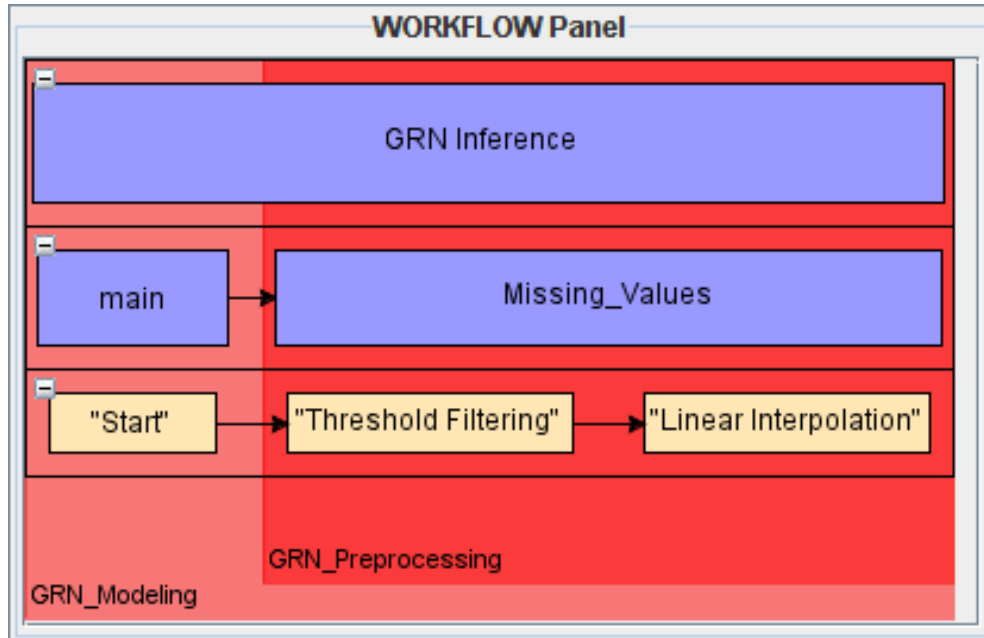 WORKFLOW Panel
GRN Inference
main
Missing_Values
"Start"
"Threshold Filtering"
"Linear Interpolation"
GRN_Preprocessing
GRN_Modeling